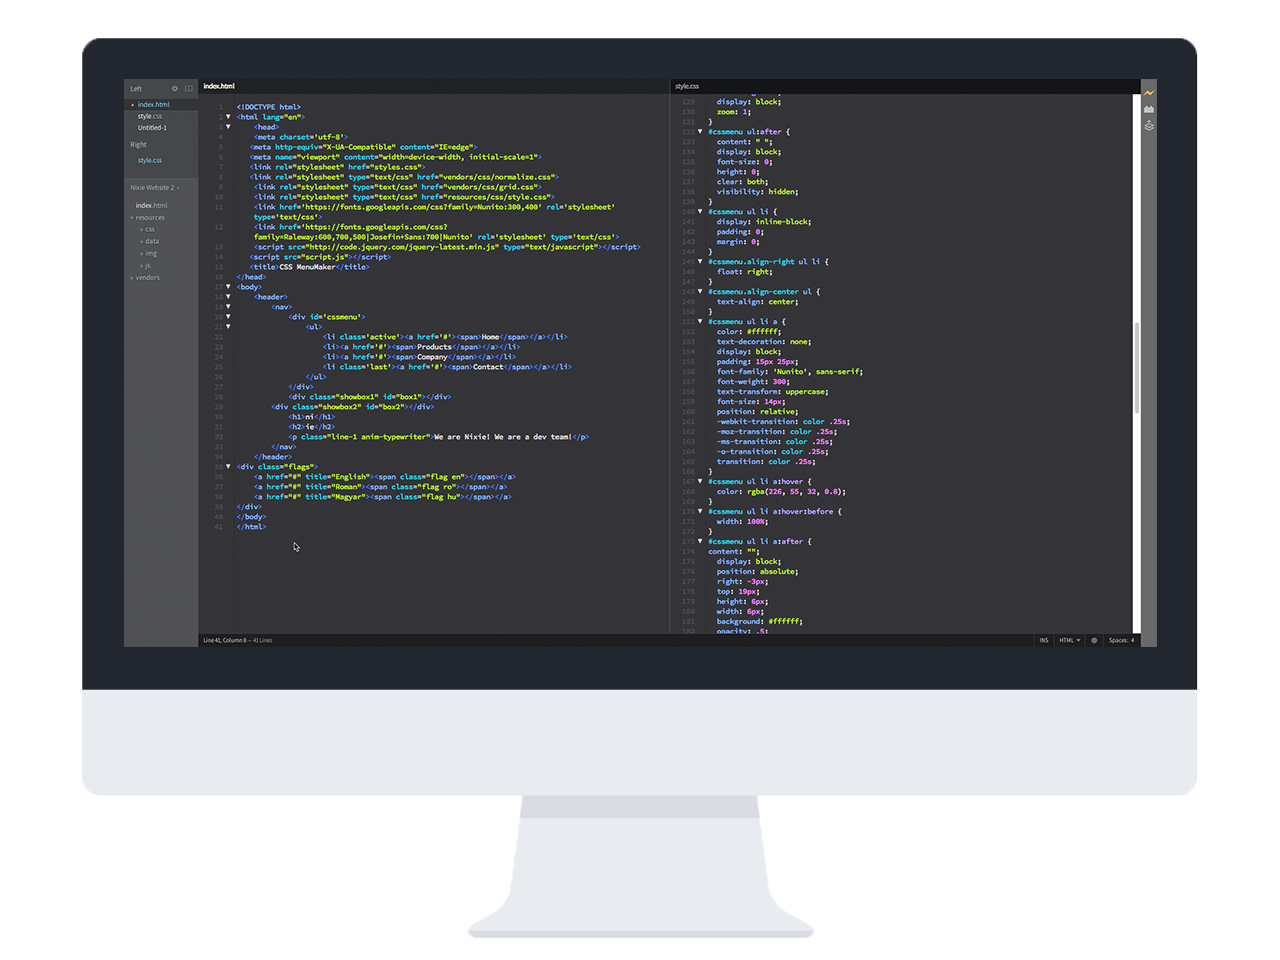 Left
index.html
style.css
Untitled-1
Right
style.css
Nixie Website 2
index.html
resources
css
data
img
js
vendors
index.html
1 <!DOCTYPE html>
2 <html lang="en">
3 <head>
4 <meta charset='utf-8'>
5 <meta http-equiv="X-UA-Compatible" content="IE=edge">
6 <meta name="viewport" content="width=device-width, initial-scale=1">
7 <link rel="stylesheet" href="styles.css">
8 <link rel="stylesheet" type="text/css" href="vendors/css/normalize.css">
9 <link rel="stylesheet" type="text/css" href="vendors/css/grid.css">
10 <link rel="stylesheet" type="text/css" href="resources/css/style.css">
11 <link href='https://fonts.googleapis.com/css?family=Nunito:300,400' rel='stylesheet'
type='text/css'>
12 <link href='https://fonts.googleapis.com/css?
family=Raleway:600,700,500|Josefin+Sans:700|Nunito' rel='stylesheet' type='text/css'>
13 <script src="http://code.jquery.com/jquery-latest.min.js" type="text/javascript"></script>
14 <script src="script.js"></script>
15 <title>CSS MenuMaker</title>
16 </head>
17 <body>
18 <header>
19 <nav>
20 <div id='cssmenu'>
21 <ul>
22 <li class='active'><a href='#'><span>Home</span></a></li>
23 <li><a href='#'><span>Products</span></a></li>
24 <li><a href='#'><span>Company</span></a></li>
25 <li class='last'><a href='#'><span>Contact</span></a></li>
26 </ul>
27 </div>
28 <div class="showbox1" id="box1"></div>
29 <div class="showbox2" id="box2"></div>
30 <h1>ni</h1>
31 <h2>ie</h2>
32 <p class="line-1 anim-typewriter">We are Nixie! We are a dev team!</p>
33 </nav>
34 </header>
35 <div class="flags">
36 <a href="#" title="English"><span class="flag en"></span></a>
37 <a href="#" title="Roman"><span class="flag ro"></span></a>
38 <a href="#" title="Magyar"><span class="flag hu"></span></a>
39 </div>
40 </body>
41 </html>
style.css
129 display: block;
130 zoom: 1;
131 }
132 #cssmenu ul:after {
133 content: " ";
134 display: block;
135 font-size: 0;
136 height: 0;
137 clear: both;
138 visibility: hidden;
139 }
140 #cssmenu ul li {
141 display: inline-block;
142 padding: 0;
143 margin: 0;
144 }
145 #cssmenu.align-right ul li {
146 float: right;
147 }
148 #cssmenu.align-center ul {
149 text-align: center;
150 }
151 #cssmenu ul li a {
152 color: #ffffff;
153 text-decoration: none;
154 display: block;
155 padding: 15px 25px;
156 font-family: 'Nunito', sans-serif;
157 font-weight: 300;
158 text-transform: uppercase;
159 font-size: 14px;
160 position: relative;
161 -webkit-transition: color .25s;
162 -moz-transition: color .25s;
163 -ms-transition: color .25s;
164 -o-transition: color .25s;
165 transition: color .25s;
166 }
167 #cssmenu ul li a:hover {
168 color: rgba(226, 55, 32, 0.8);
169 }
170 #cssmenu ul li a:hover:before {
171 width: 100%;
172 }
173 #cssmenu ul li a:after {
174 content: "";
175 display: block;
176 position: absolute;
177 right: -3px;
178 top: 19px;
179 height: 6px;
180 width: 6px;
181 background: #ffffff;
182 opacity: .5;
Line 41, Column 8 — 41 Lines
INS HTML Spaces: 4